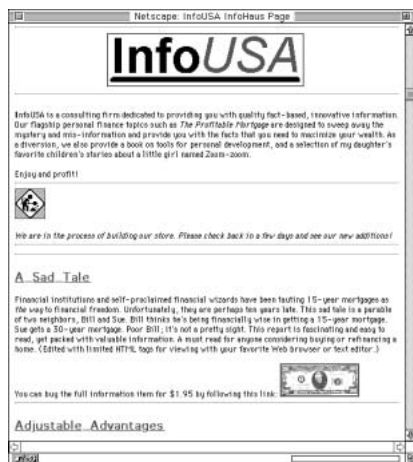 Netscape: InfoUSA InfoHaus Page
InfoUSA
InfoUSA is a consulting firm dedicated to providing you with quality fact-based, innovative information.
Our flagship personal finance topics such as The Profitable Mortgage are designed to sweep away the
mystery and mis-information and provide you with the facts that you need to maximize your wealth. As
a diversion, we also provide a book on tools for personal development, and a selection of my daughter's
favorite children's stories about a little girl named Zoom-zoom.
Enjoy and profit!
We are in the process of building our store. Please check back in a few days and see our new additions!
A Sad Tale
Financial institutions and self-proclaimed financial wizards have been touting 15-year mortgages as
the way to financial freedom. Unfortunately, they are perhaps ten years late. This sad tale is a parable
of two neighbors, Bill and Sue. Bill thinks he's being financially wise in getting a 15-year mortgage.
Sue gets a 30-year mortgage. Poor Bill; it's not a pretty sight. This report is fascinating and easy to
read, yet packed with valuable information. A must read for anyone considering buying or refinancing a
home. (Edited with limited HTML tags for viewing with your favorite Web browser or text editor.)
You can buy the full information item for $1.95 by following this link:
Adjustable Advantages